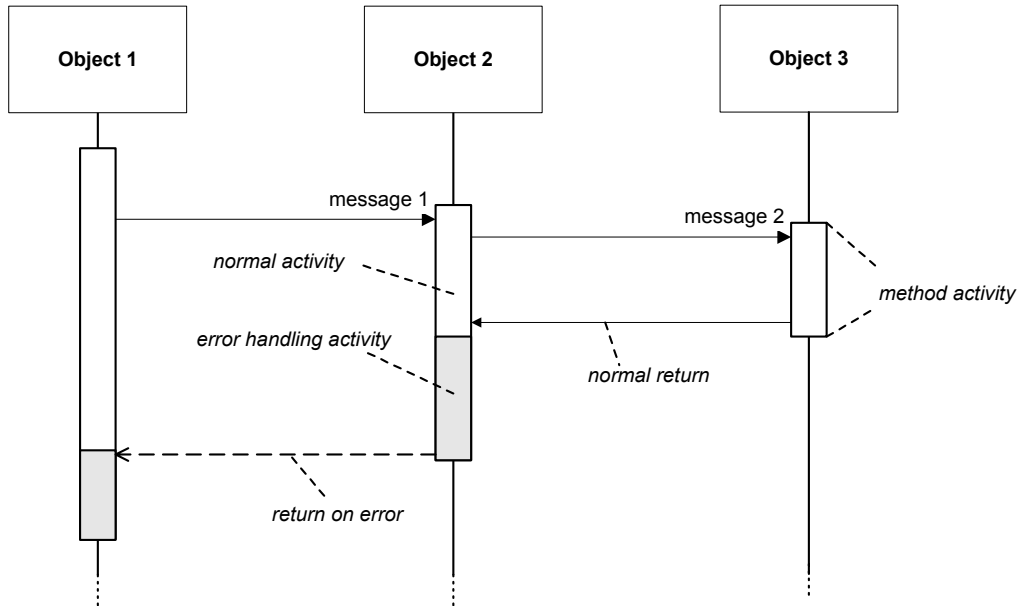 Object 1
Object 2
Object 3
message 1
message 2
normal activity
method activity
error handling activity
normal return
return on error